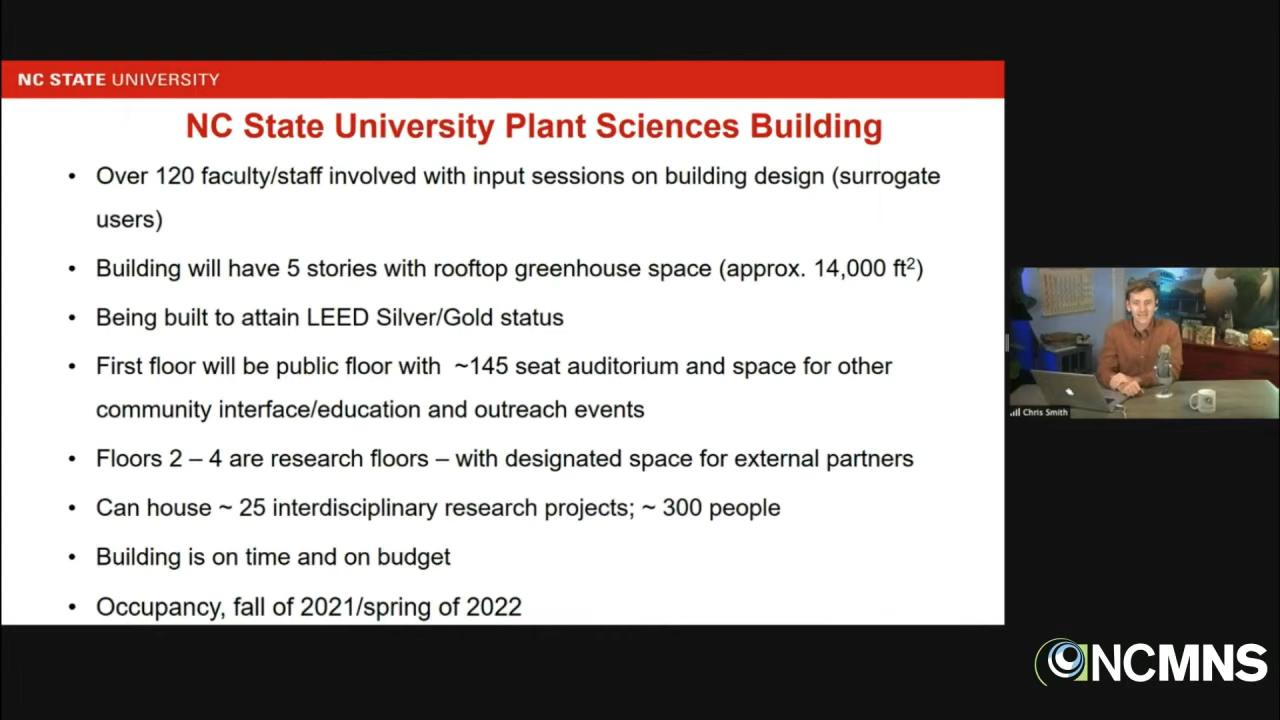 NC STATE UNIVERSITY
NC State University Plant Sciences Building
• Over 120 faculty/staff involved with input sessions on building design (surrogate
users)
• Building will have 5 stories with rooftop greenhouse space (approx. 14,000 ft²)
• Being built to attain LEED Silver/Gold status
• First floor will be public floor with ~145 seat auditorium and space for other
community interface/education and outreach events
• Floors 2 – 4 are research floors – with designated space for external partners
• Can house ~ 25 interdisciplinary research projects; ~ 300 people
• Building is on time and on budget
• Occupancy, fall of 2021/spring of 2022
Chris Smith
NCMNS